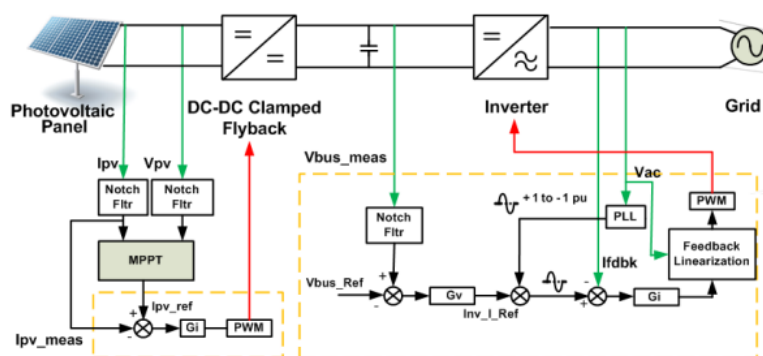 Photovoltaic
Panel
DC-DC Clamped
Flyback
Inverter
Grid
Ipv
Vpv
Vbus_meas
Vac
Notch
Fltr
Notch
Fltr
PWM
Notch
Fltr
+ 1 to - 1 pu
PLL
MPPT
Ifdbk
Feedback
Linearization
Vbus_Ref
+
-
Gv
Inv_I_Ref
-
+
Gi
Ipv_ref
+
-
Ipv_meas
Gi
PWM